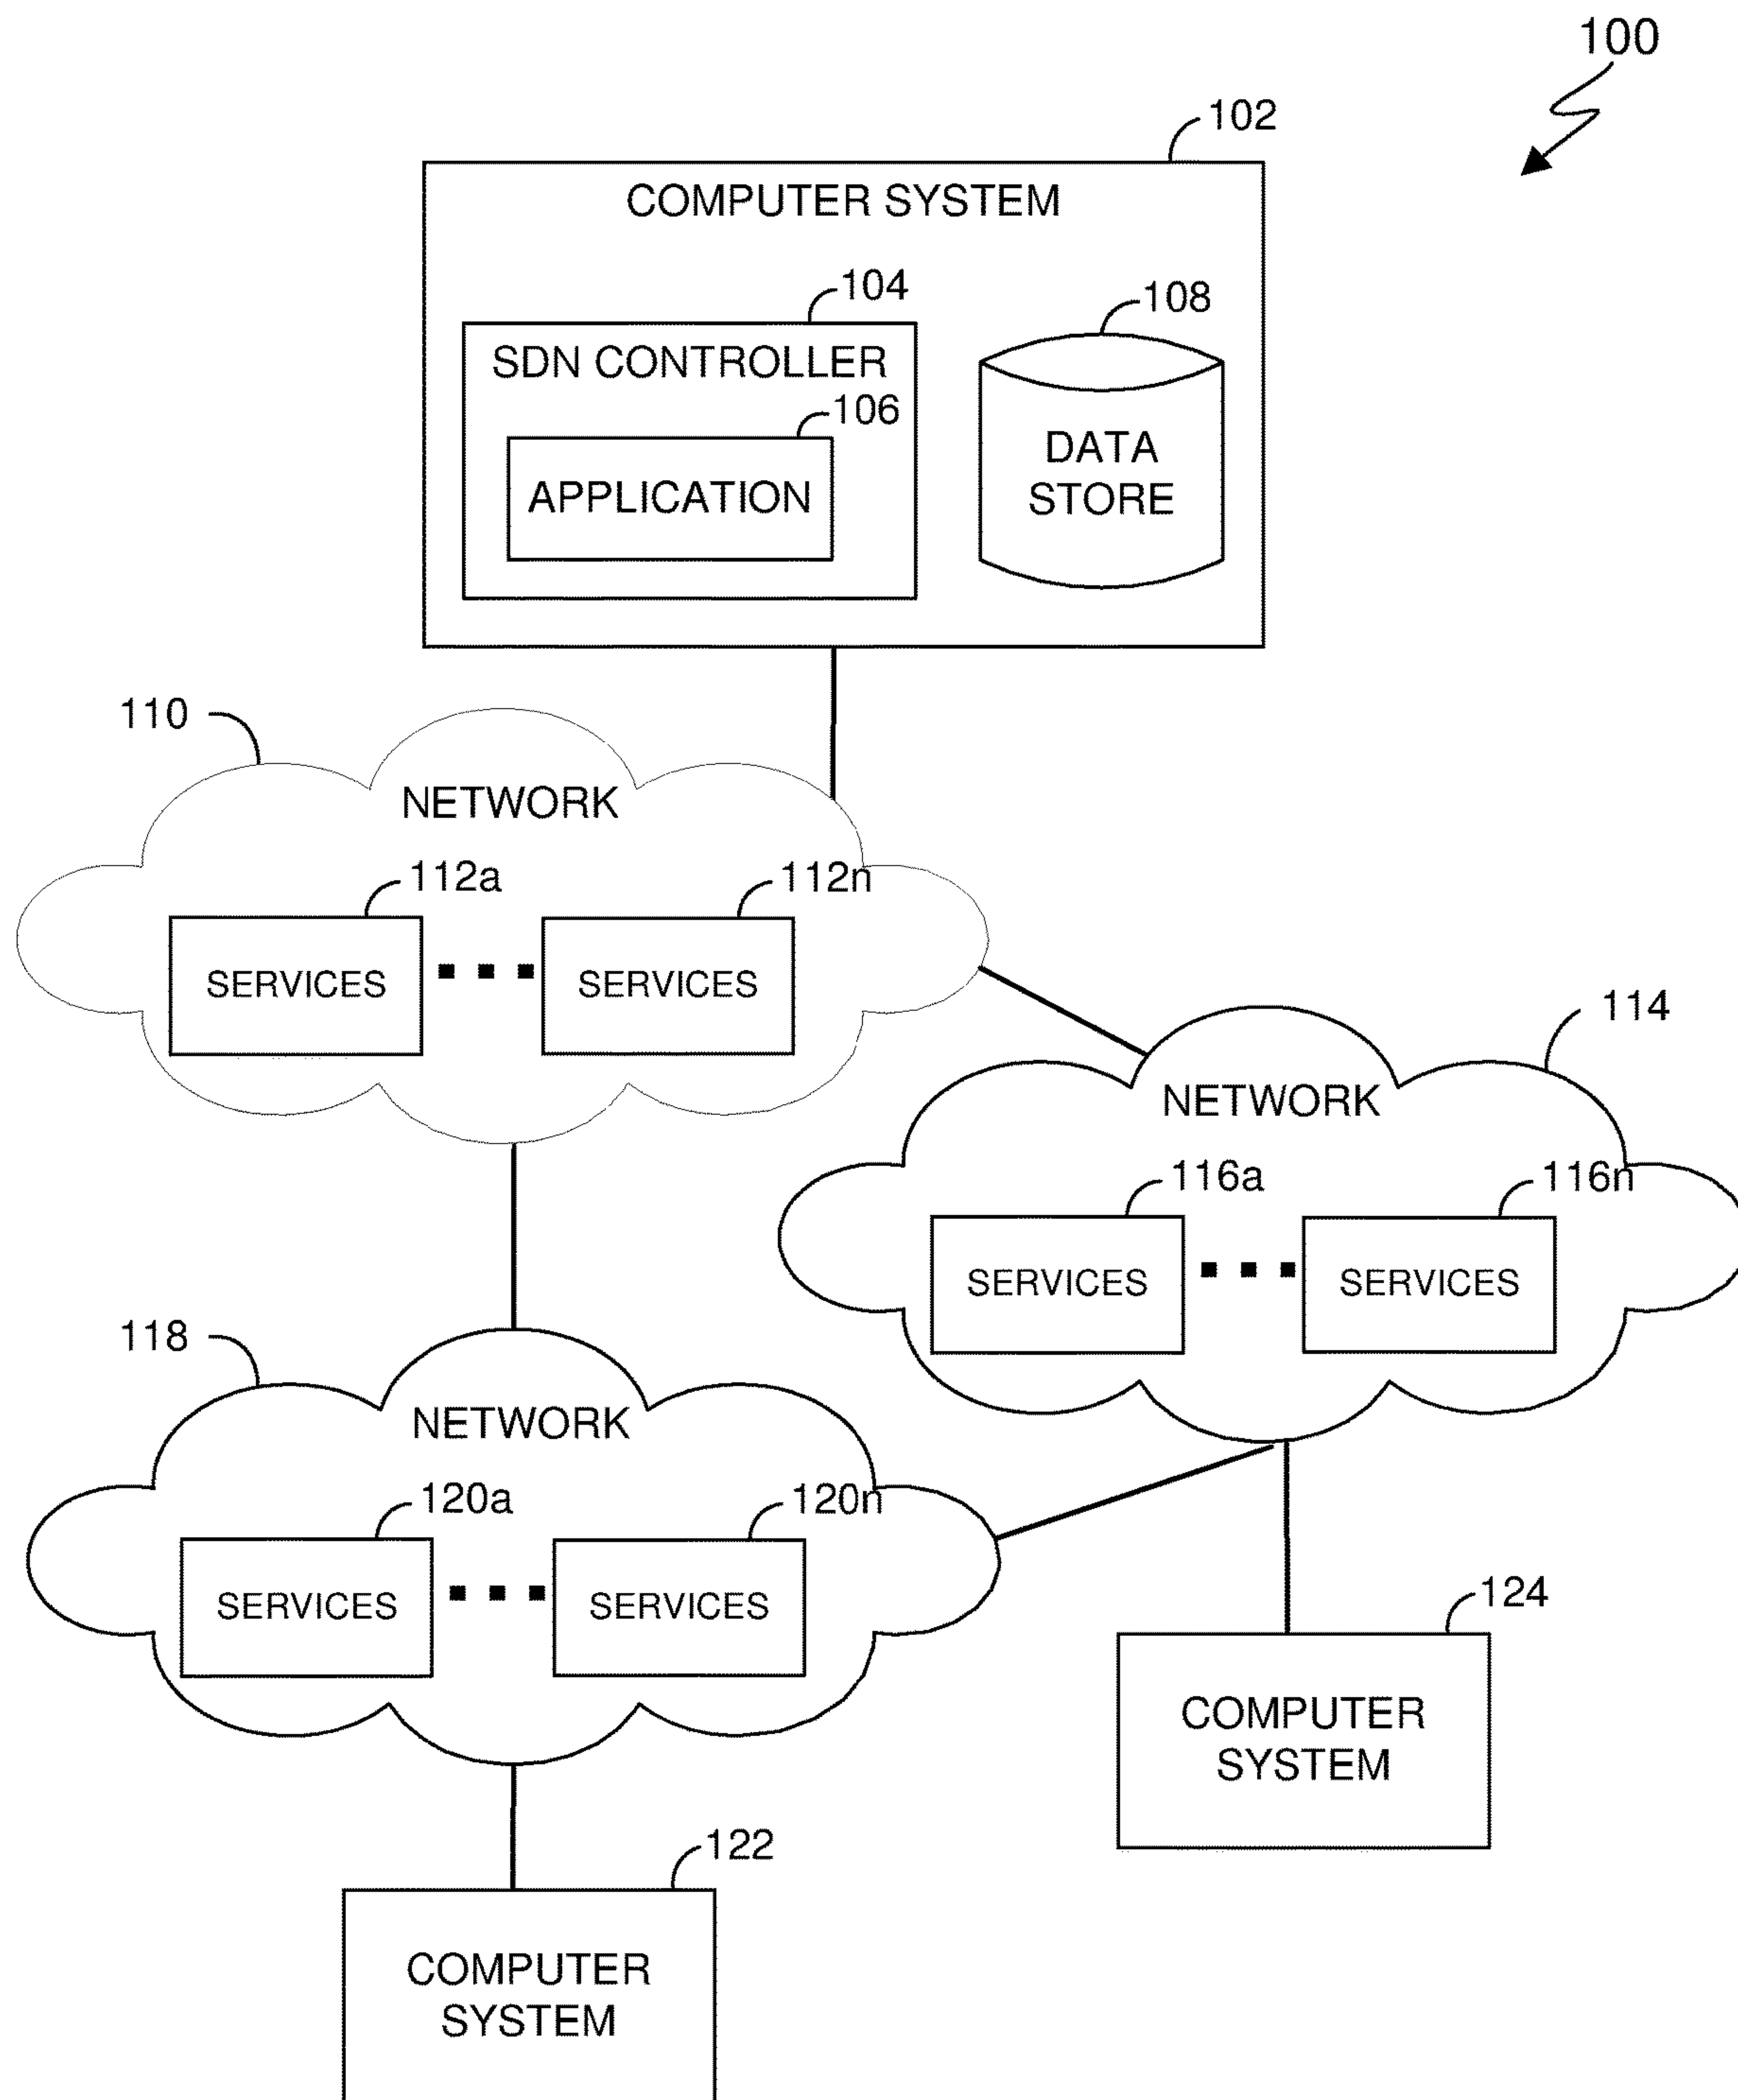 100
102
COMPUTER SYSTEM
104
108
SDN CONTROLLER
106
APPLICATION
DATA
STORE
110
NETWORK
112a
112n
SERVICES
SERVICES
114
NETWORK
116a
116n
SERVICES
SERVICES
118
NETWORK
120a
120n
SERVICES
SERVICES
124
COMPUTER
SYSTEM
122
COMPUTER
SYSTEM